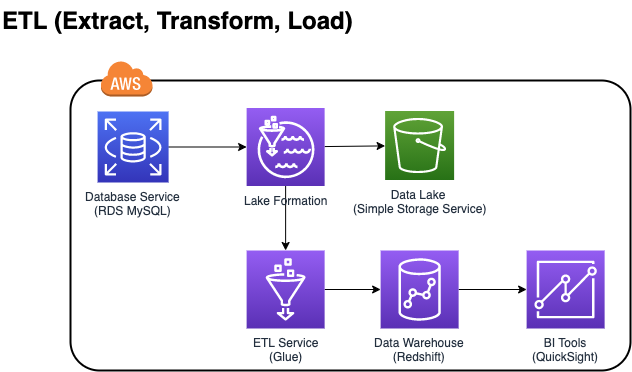 ETL (Extract, Transform, Load)
AWS
Database Service
(RDS MySQL)
Lake Formation
Data Lake
(Simple Storage Service)
ETL Service
(Glue)
Data Warehouse
(Redshift)
BI Tools
(QuickSight)